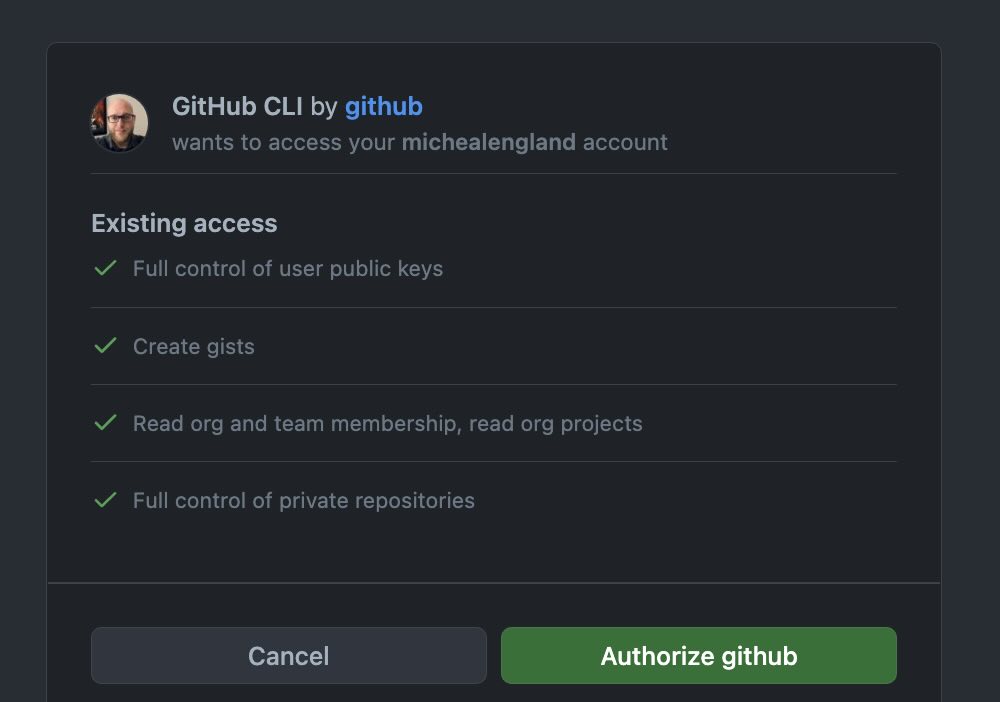 GitHub CLI by github
wants to access your michealengland account
Existing access
Full control of user public keys
Create gists
Read org and team membership, read org projects
Full control of private repositories
Cancel
Authorize github